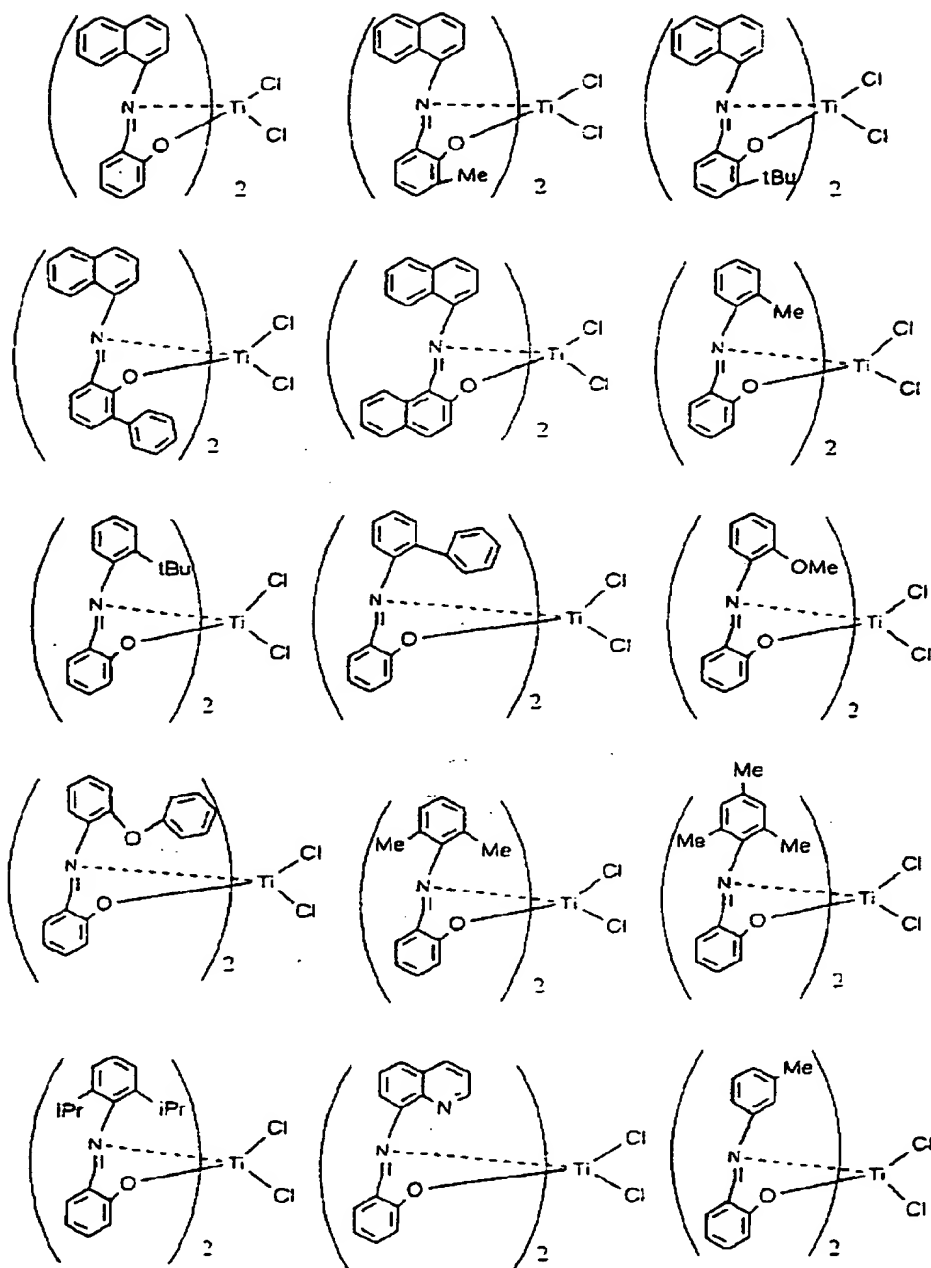 Cl Cl Cl
N Ti N Ti N Ti
O Cl O Cl O Cl
Me tBu
2 2 2
Me
Cl Cl Cl
N Ti N Ti N Ti
O Cl O Cl O Cl
2 2 2
tBu OMe
Cl Cl Cl
N Ti N Ti N Ti
O Cl O Cl O Cl
2 2 2
Me
O Me Me Me Me
Cl Cl Cl
N Ti N Ti N Ti
O Cl O Cl O Cl
2 2 2
Me
iPr iPr N
Cl Cl Cl
N Ti N Ti N Ti
O Cl O Cl O Cl
2 2 2